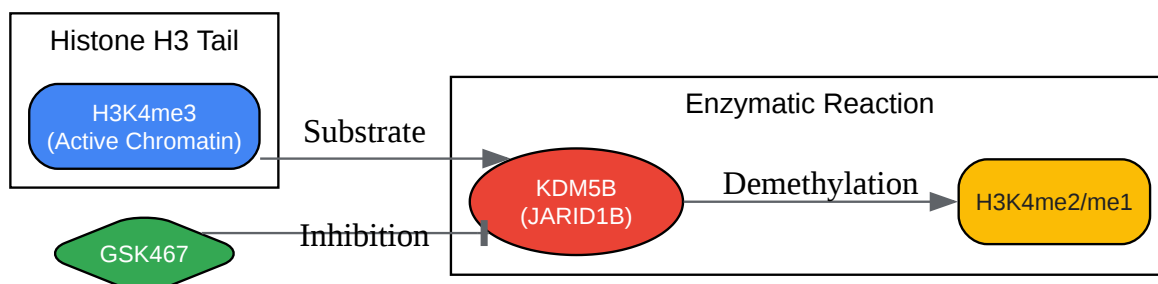 Histone H3 Tail
H3K4me3
(Active Chromatin)
Substrate
Enzymatic Reaction
KDM5B
(JARID1B)
Demethylation
H3K4me2/me1
GSK467
Inhibition